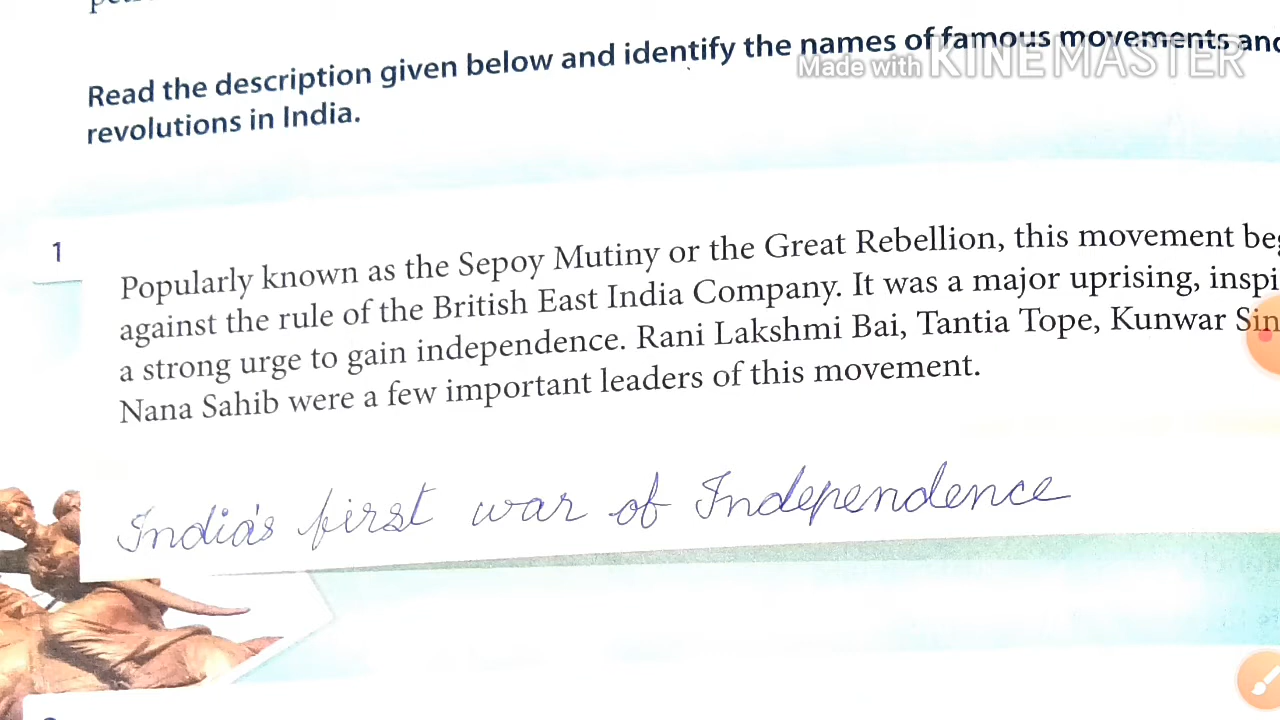 Read the description given below and identify the names of famous movements and
revolutions in India.
Made with KINEMASTER
1
Popularly known as the Sepoy Mutiny or the Great Rebellion, this movement
against the rule of the British East India Company. It was a major uprising,
a strong urge to gain independence. Rani Lakshmi Bai, Tantia Tope, Kunwar
Nana Sahib were a few important leaders of this movement.
India's first war of Independence